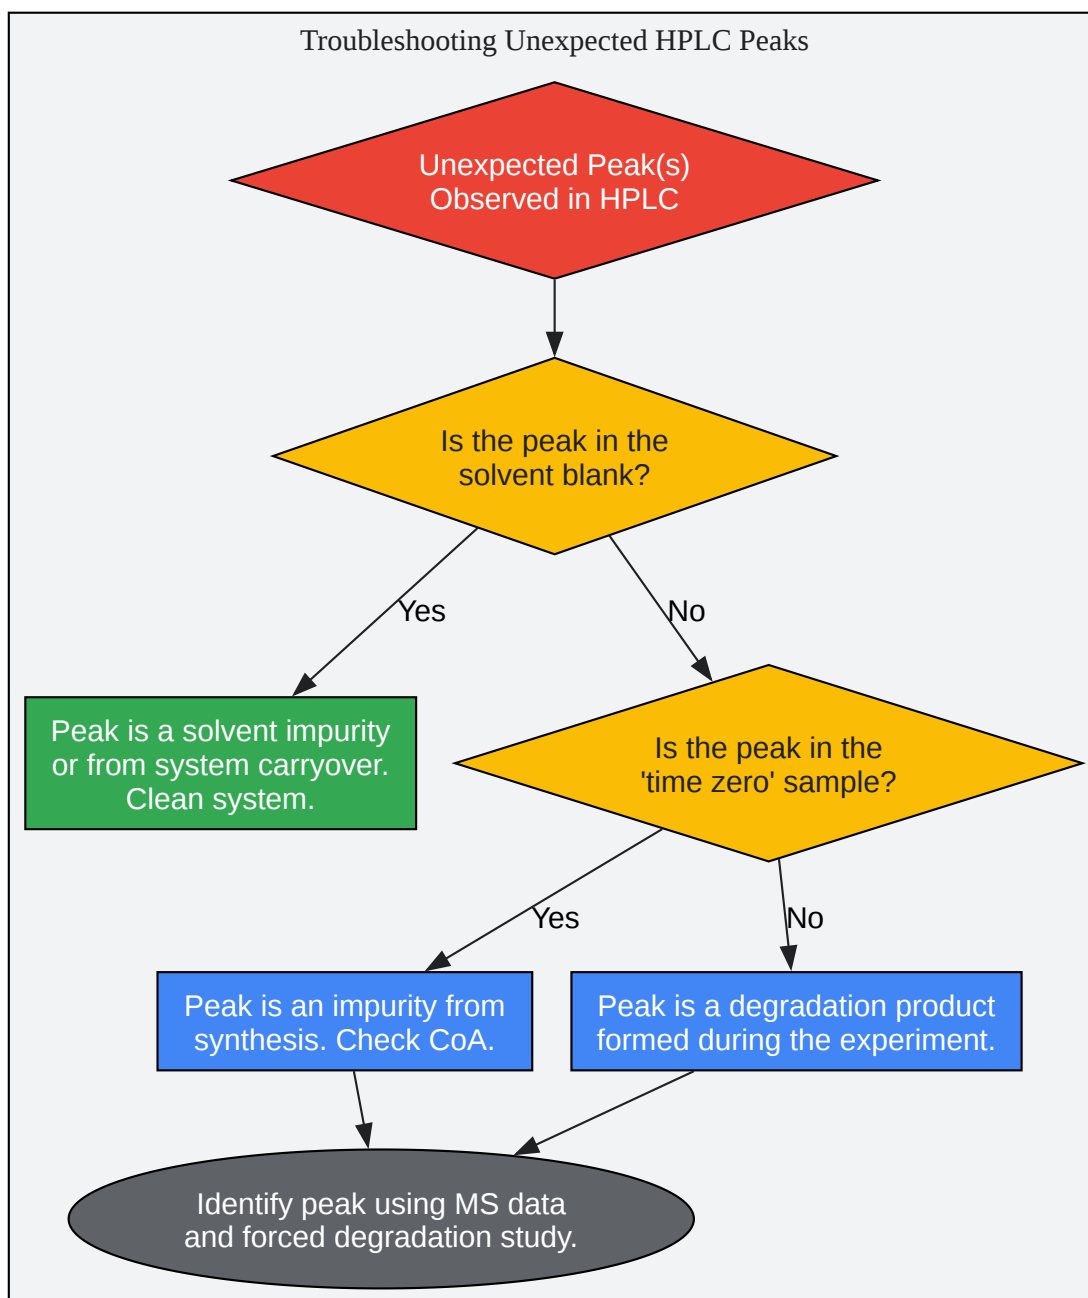 Troubleshooting Unexpected HPLC Peaks
Unexpected Peak(s)
Observed in HPLC
Is the peak in the
solvent blank?
Yes
No
Peak is a solvent impurity
or from system carryover.
Clean system.
Is the peak in the
'time zero' sample?
Yes
No
Peak is an impurity from
synthesis. Check CoA.
Peak is a degradation product
formed during the experiment.
Identify peak using MS data
and forced degradation study.